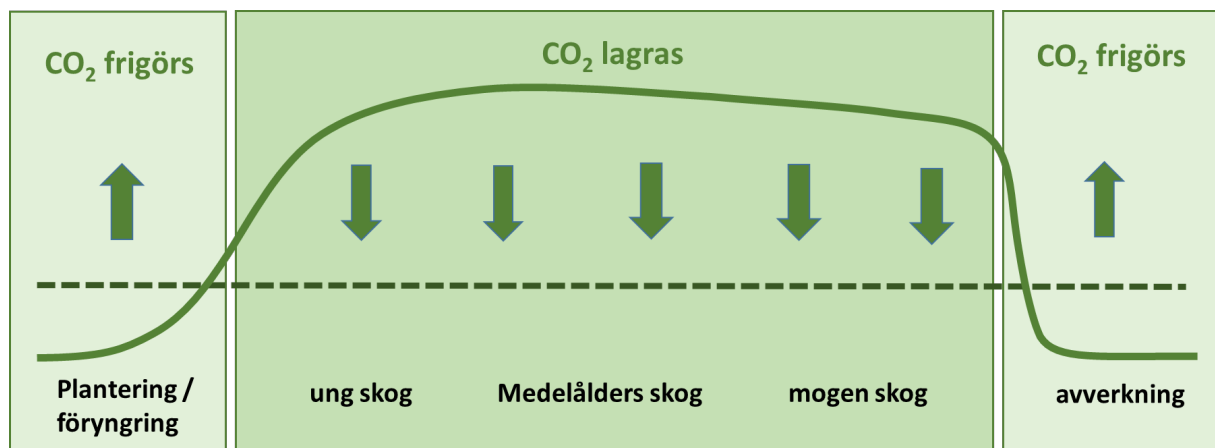 CO₂ frigörs
CO₂ lagras
CO₂ frigörs
Plantering /
föryngring
ung skog
Medelålders skog
mogen skog
avverkning